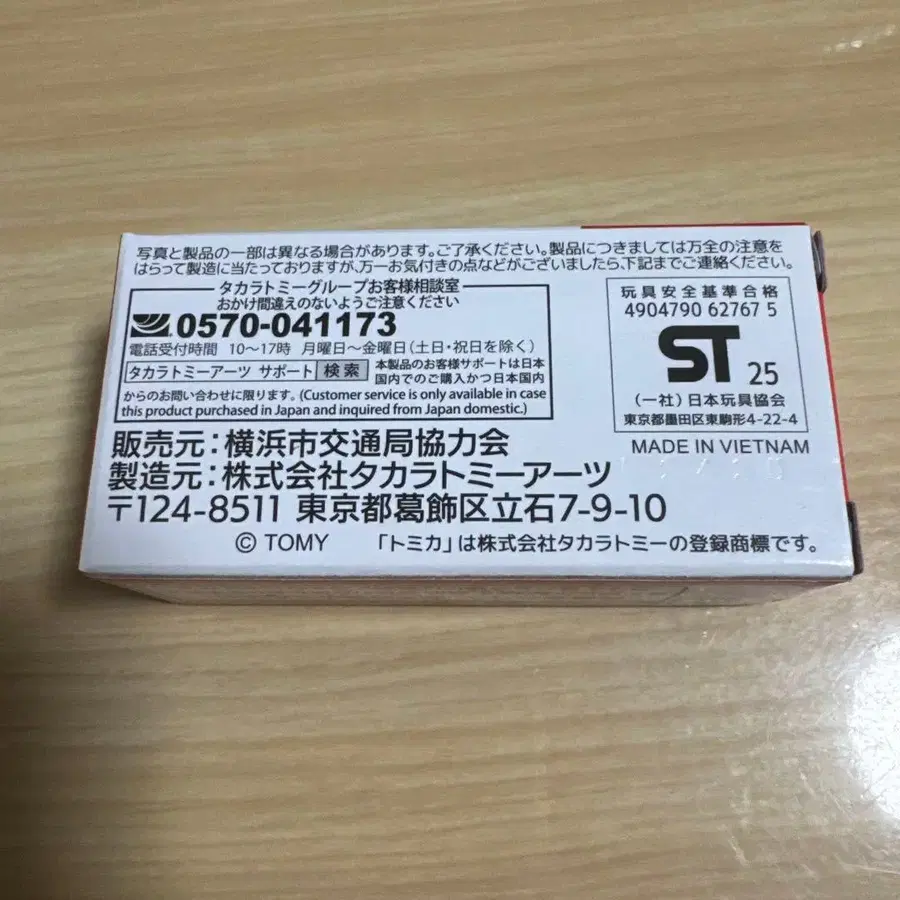 写真と製品の一部は異なる場合があります。ご了承ください。製品につきましては万全の注意を
はらって製造に当たっておりますが、万一お気付きの点などがございましたら、下記までご連絡ください。
タカラトミーグループお客様相談室
おかけ間違えのないようご注意ください
0570-041173
電話受付時間 10〜17時 月曜日〜金曜日(土日・祝日を除く)
タカラトミーアーツ サポート 検索
本製品のお客様サポートは日本
国内でのご購入かつ日本国内
からのお問い合わせに限ります。(Customer service is only available in case
this product purchased in Japan and inquired from Japan domestic.)
玩具安全基準合格
4904790 62767 5
ST 25
(一社)日本玩具協会
東京都墨田区東駒形4-22-4
MADE IN VIETNAM
販売元:横浜市交通局協力会
製造元:株式会社タカラトミーアーツ
〒124-8511 東京都葛飾区立石7-9-10
© TOMY 「トミカ」は株式会社タカラトミーの登録商標です。